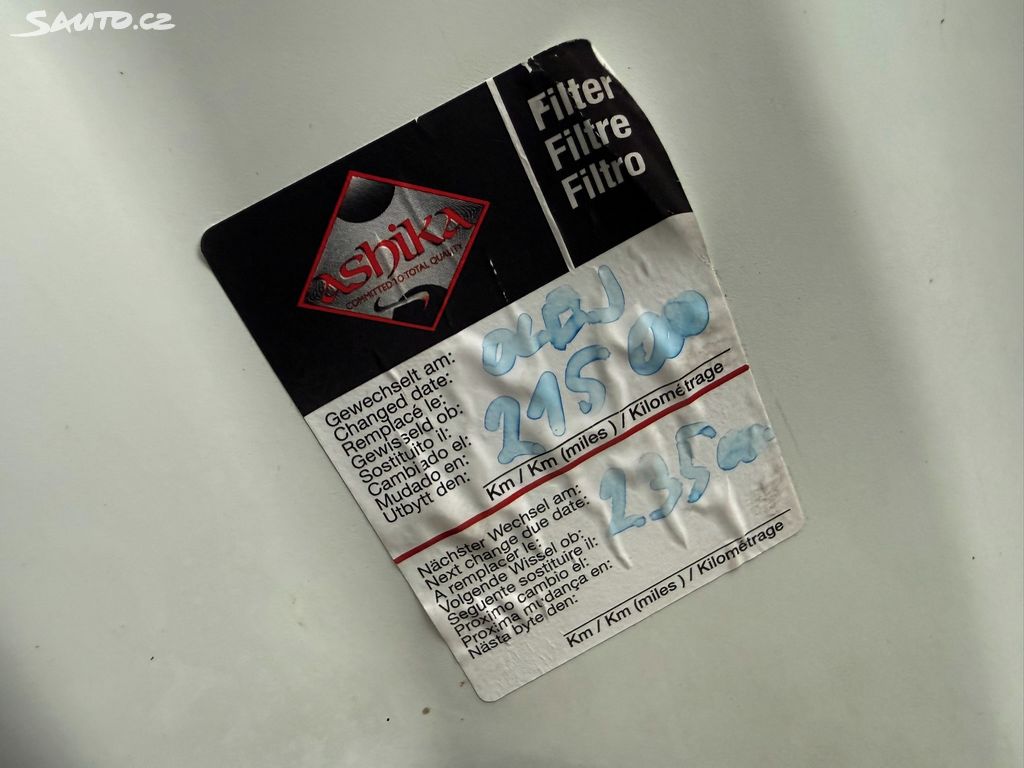 SAUTO.CZ
Filter
Filtre
Filtro
ashika
COMMITTED TO TOTAL QUALITY
OLEJ
215 000
Gewechselt am:
Changed date:
Remplacé le:
Gewisseld ob:
Sostituito il:
Cambiado el:
Mudado en:
Utbytt den:
Km / Km (miles) / Kilométrage
235 000
Nächster Wechsel am:
Next change due date:
A remplacer le:
Volgende Wissel ob:
Seguente sostituire il:
Próximo cambio el:
Proxima mudança en:
Nästa byte den:
Km / Km (miles) / Kilométrage